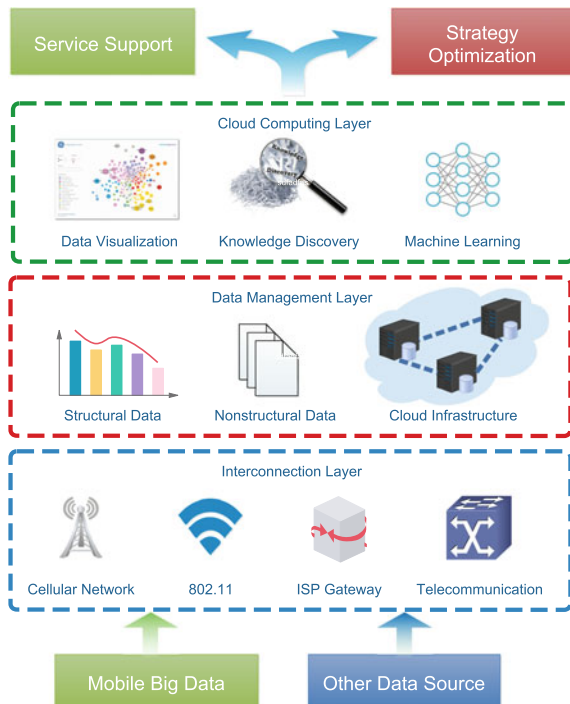 Service Support
Strategy
Optimization
Cloud Computing Layer
Data Visualization
Knowledge Discovery
Machine Learning
Data Management Layer
Structural Data
Nonstructural Data
Cloud Infrastructure
Interconnection Layer
Cellular Network
802.11
ISP Gateway
Telecommunication
Mobile Big Data
Other Data Source